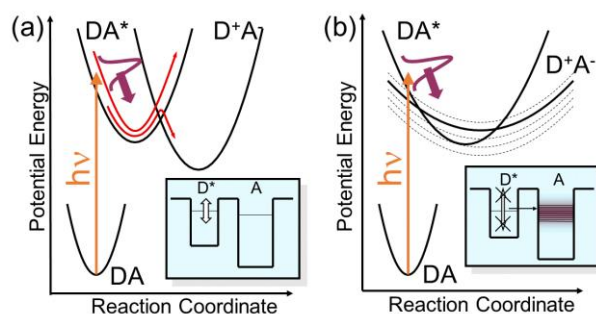 (a)
DA*
D⁺A⁻
Potential Energy
hν
D*
A
DA
Reaction Coordinate
(b)
DA*
D⁺A⁻
Potential Energy
hν
D*
A
DA
Reaction Coordinate